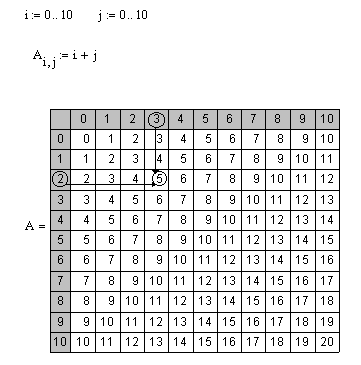 i := 0.. 10 j := 0.. 10
A i,j := i + j
0 1 2 3 4 5 6 7 8 9 10
0 0 1 2 3 4 5 6 7 8 9 10
1 1 2 3 4 5 6 7 8 9 10 11
2 2 3 4 5 6 7 8 9 10 11 12
3 3 4 5 6 7 8 9 10 11 12 13
4 4 5 6 7 8 9 10 11 12 13 14
A = 5 5 6 7 8 9 10 11 12 13 14 15
6 6 7 8 9 10 11 12 13 14 15 16
7 7 8 9 10 11 12 13 14 15 16 17
8 8 9 10 11 12 13 14 15 16 17 18
9 9 10 11 12 13 14 15 16 17 18 19
10 10 11 12 13 14 15 16 17 18 19 20